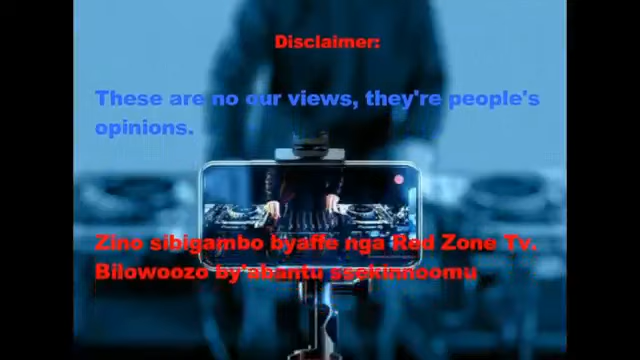 Disclaimer:
These are no our views, they're people's
opinions.
Zino sibigambo byaffe nga Red Zone Tv.
Bilowoozo by'abantu ssekinnoomu